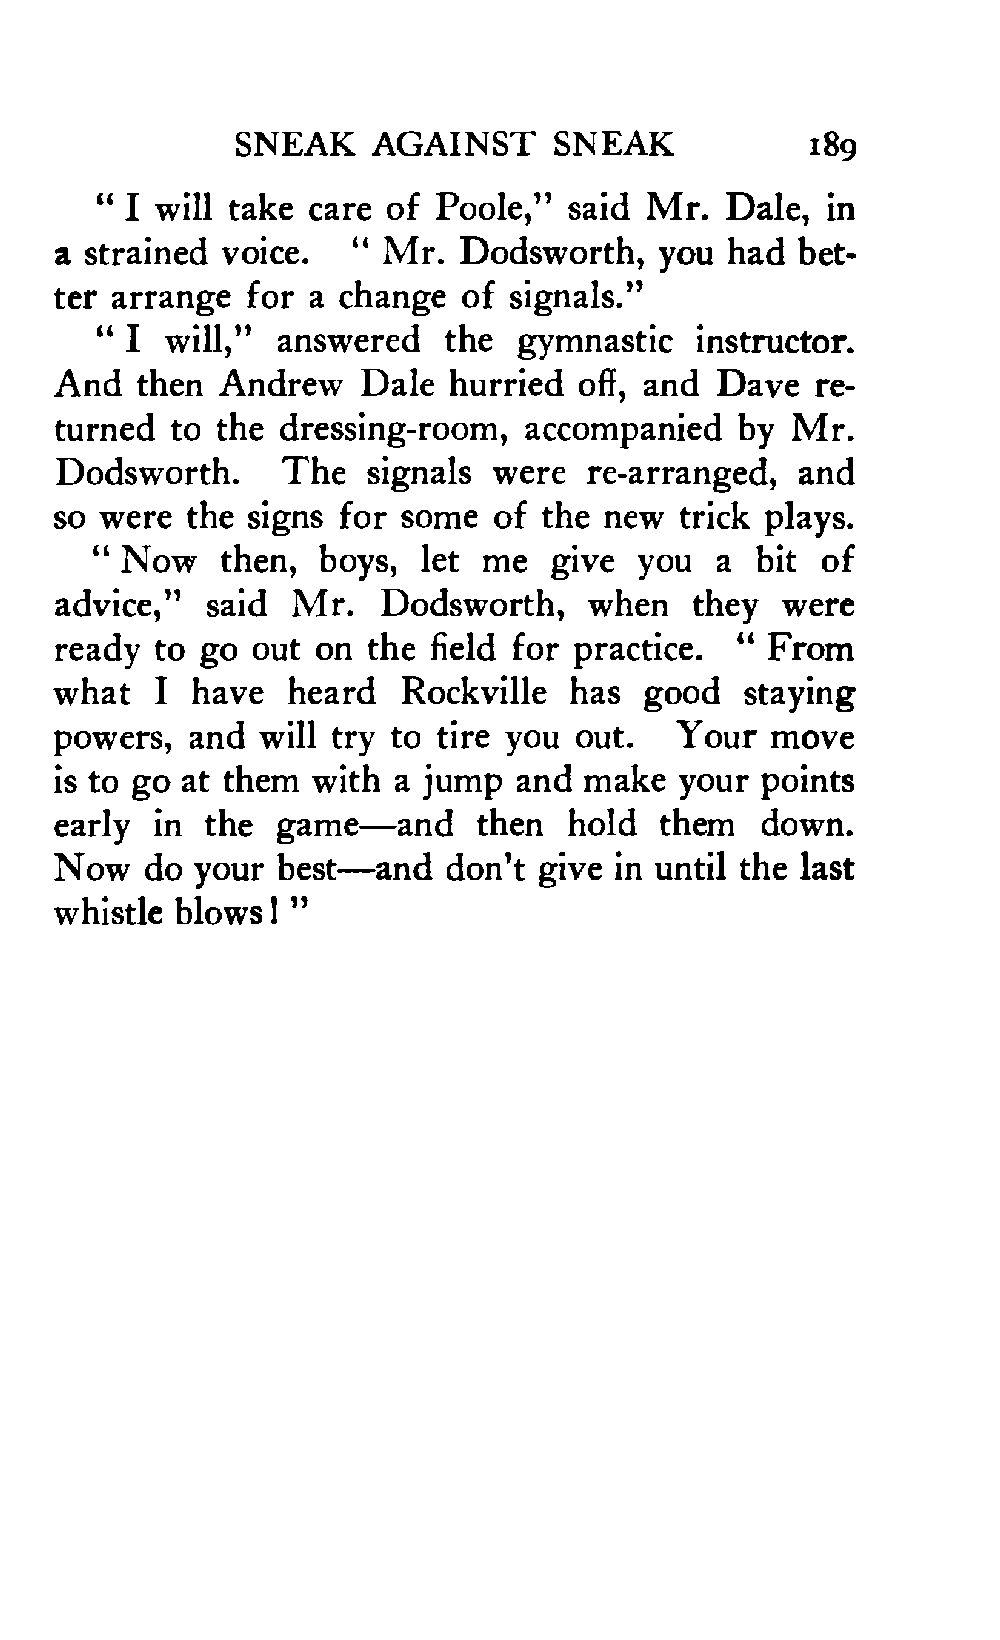 SNEAK AGAINST SNEAK 189
" I will take care of Poole," said Mr. Dale, in
a strained voice. " Mr. Dodsworth, you had bet-
ter arrange for a change of signals."
" I will," answered the gymnastic instructor.
And then Andrew Dale hurried off, and Dave re-
turned to the dressing-room, accompanied by Mr.
Dodsworth. The signals were re-arranged, and
so were the signs for some of the new trick plays.
" Now then, boys, let me give you a bit of
advice," said Mr. Dodsworth, when they were
ready to go out on the field for practice. " From
what I have heard Rockville has good staying
powers, and will try to tire you out. Your move
is to go at them with a jump and make your points
early in the game—and then hold them down.
Now do your best—and don't give in until the last
whistle blows! "